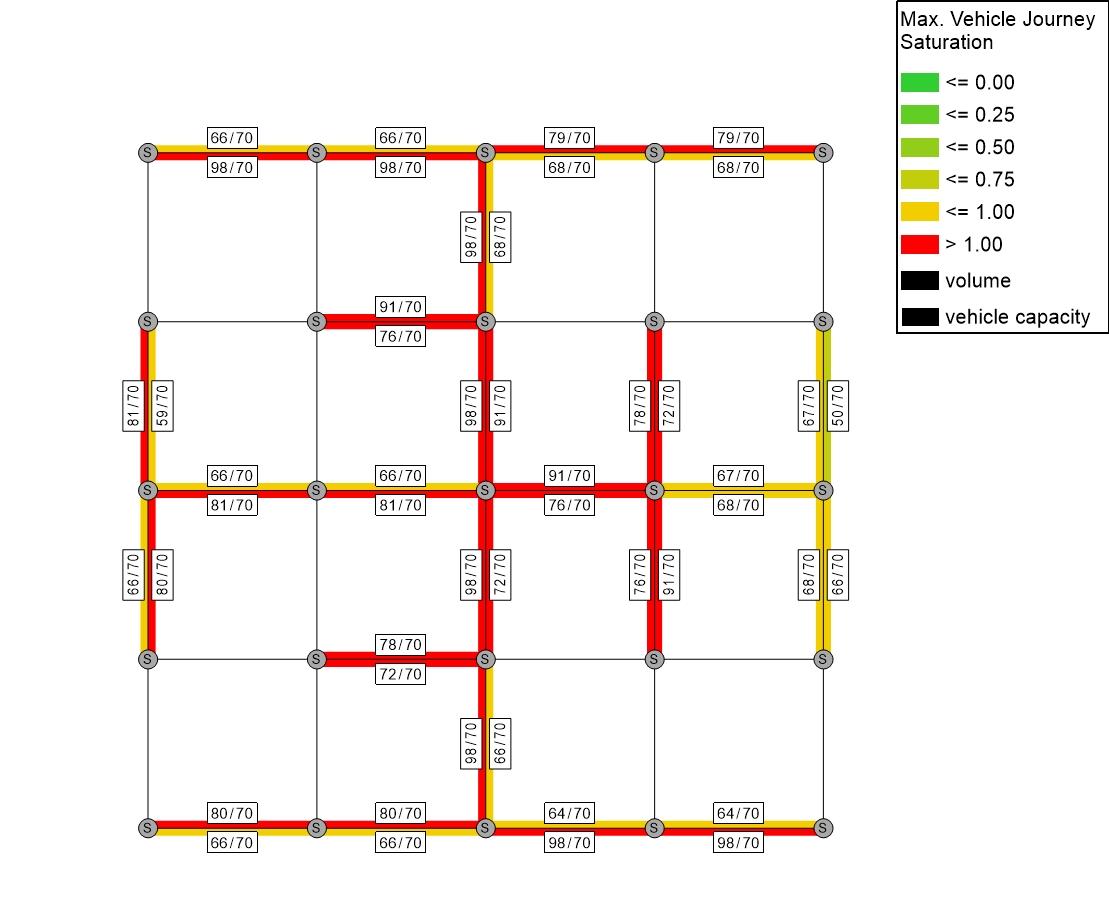 Max. Vehicle Journey
Saturation
<= 0.00
<= 0.25
<= 0.50
<= 0.75
<= 1.00
> 1.00
volume
vehicle capacity
66/70 66/70 79/70 79/70
S S S S S
98/70 98/70 68/70 68/70
98/70 68/70
91/70
S S S S S
76/70
81/70 59/70 98/70 91/70 78/70 72/70 67/70 50/70
66/70 66/70 91/70 67/70
S S S S S
81/70 81/70 76/70 68/70
66/70 80/70 98/70 72/70 76/70 91/70 68/70 66/70
78/70
S S S S S
72/70
98/70 66/70
80/70 80/70 64/70 64/70
S S S S S
66/70 66/70 98/70 98/70